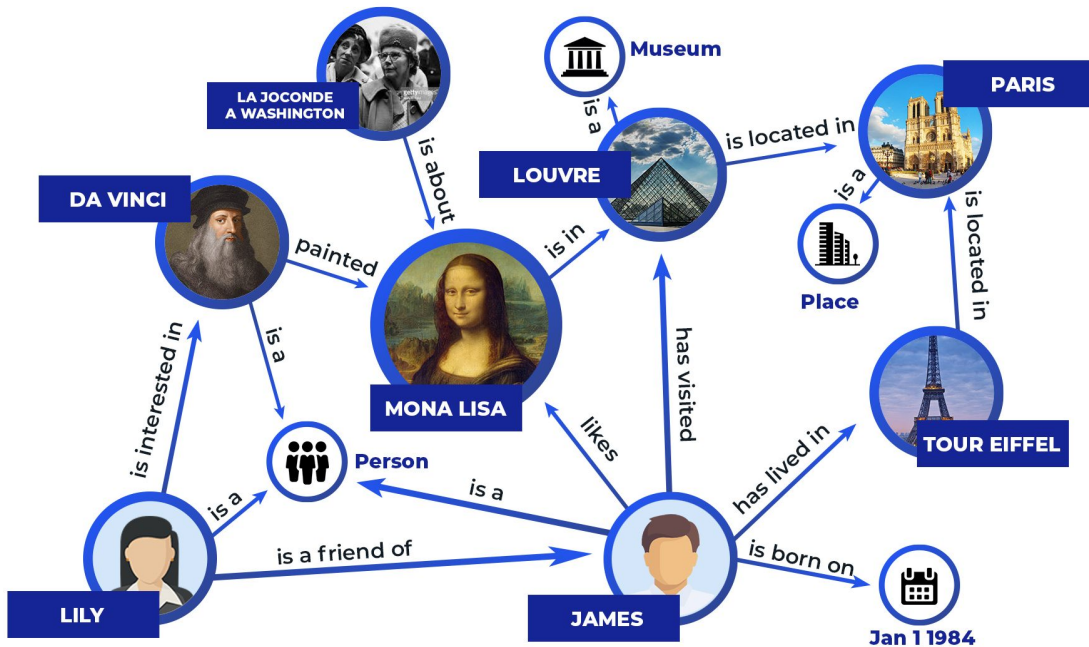 LA JOCONDE
A WASHINGTON
Museum
PARIS
is a
is located in
LOUVRE
is about
is a
DA VINCI
painted
is in
is located in
Place
is a
is interested in
MONA LISA
has visited
likes
TOUR EIFFEL
Person
has lived in
is a
is a
is a friend of
is born on
LILY
JAMES
Jan 1 1984